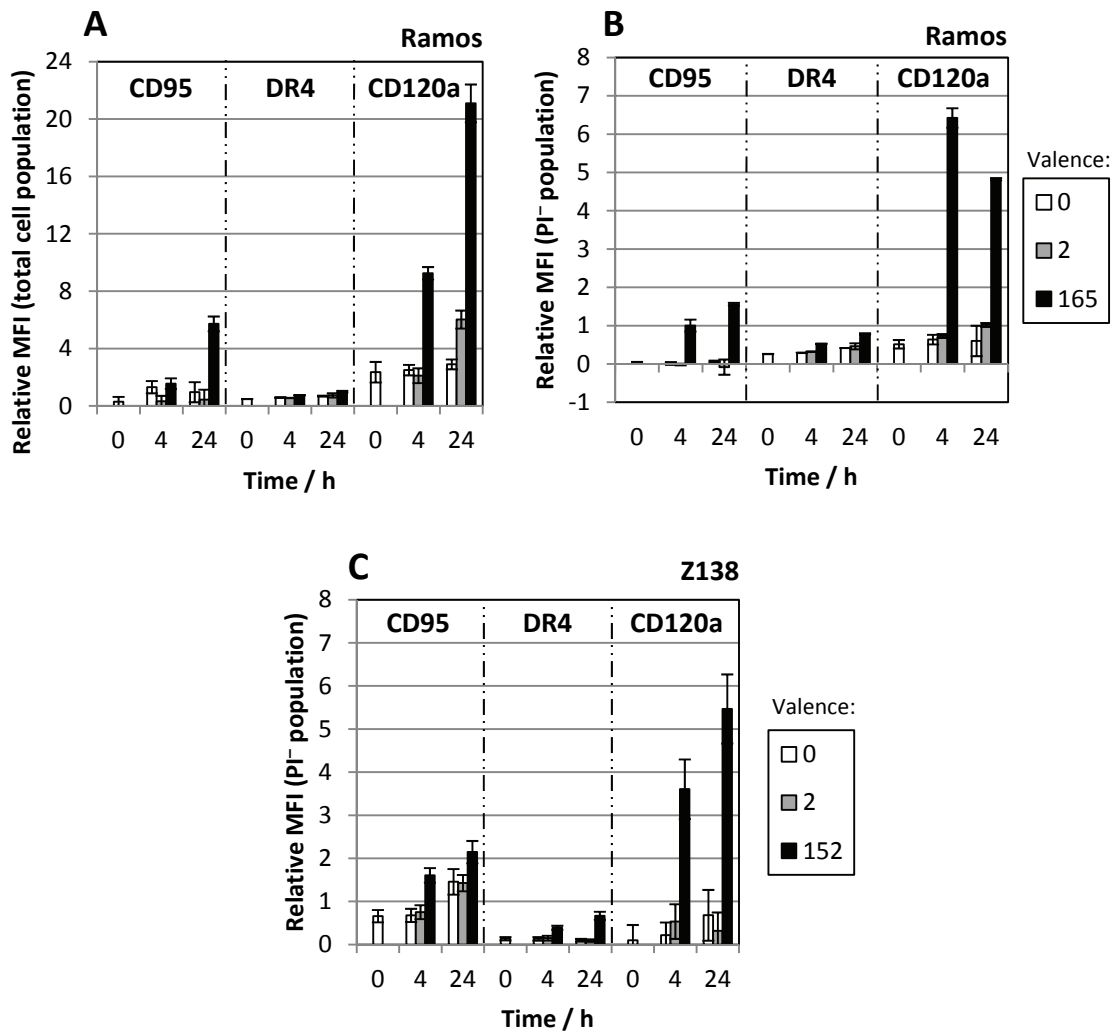 A
Ramos
Relative MFI (total cell population)
24
20
16
12
8
4
0
CD95
DR4
CD120a
0 4 24 0 4 24 0 4 24
Time / h
B
Ramos
Relative MFI (PI⁻ population)
8
7
6
5
4
3
2
1
0
-1
CD95
DR4
CD120a
0 4 24 0 4 24 0 4 24
Time / h
Valence:
0
2
165
C
Z138
Relative MFI (PI⁻ population)
8
7
6
5
4
3
2
1
0
CD95
DR4
CD120a
0 4 24 0 4 24 0 4 24
Time / h
Valence:
0
2
152